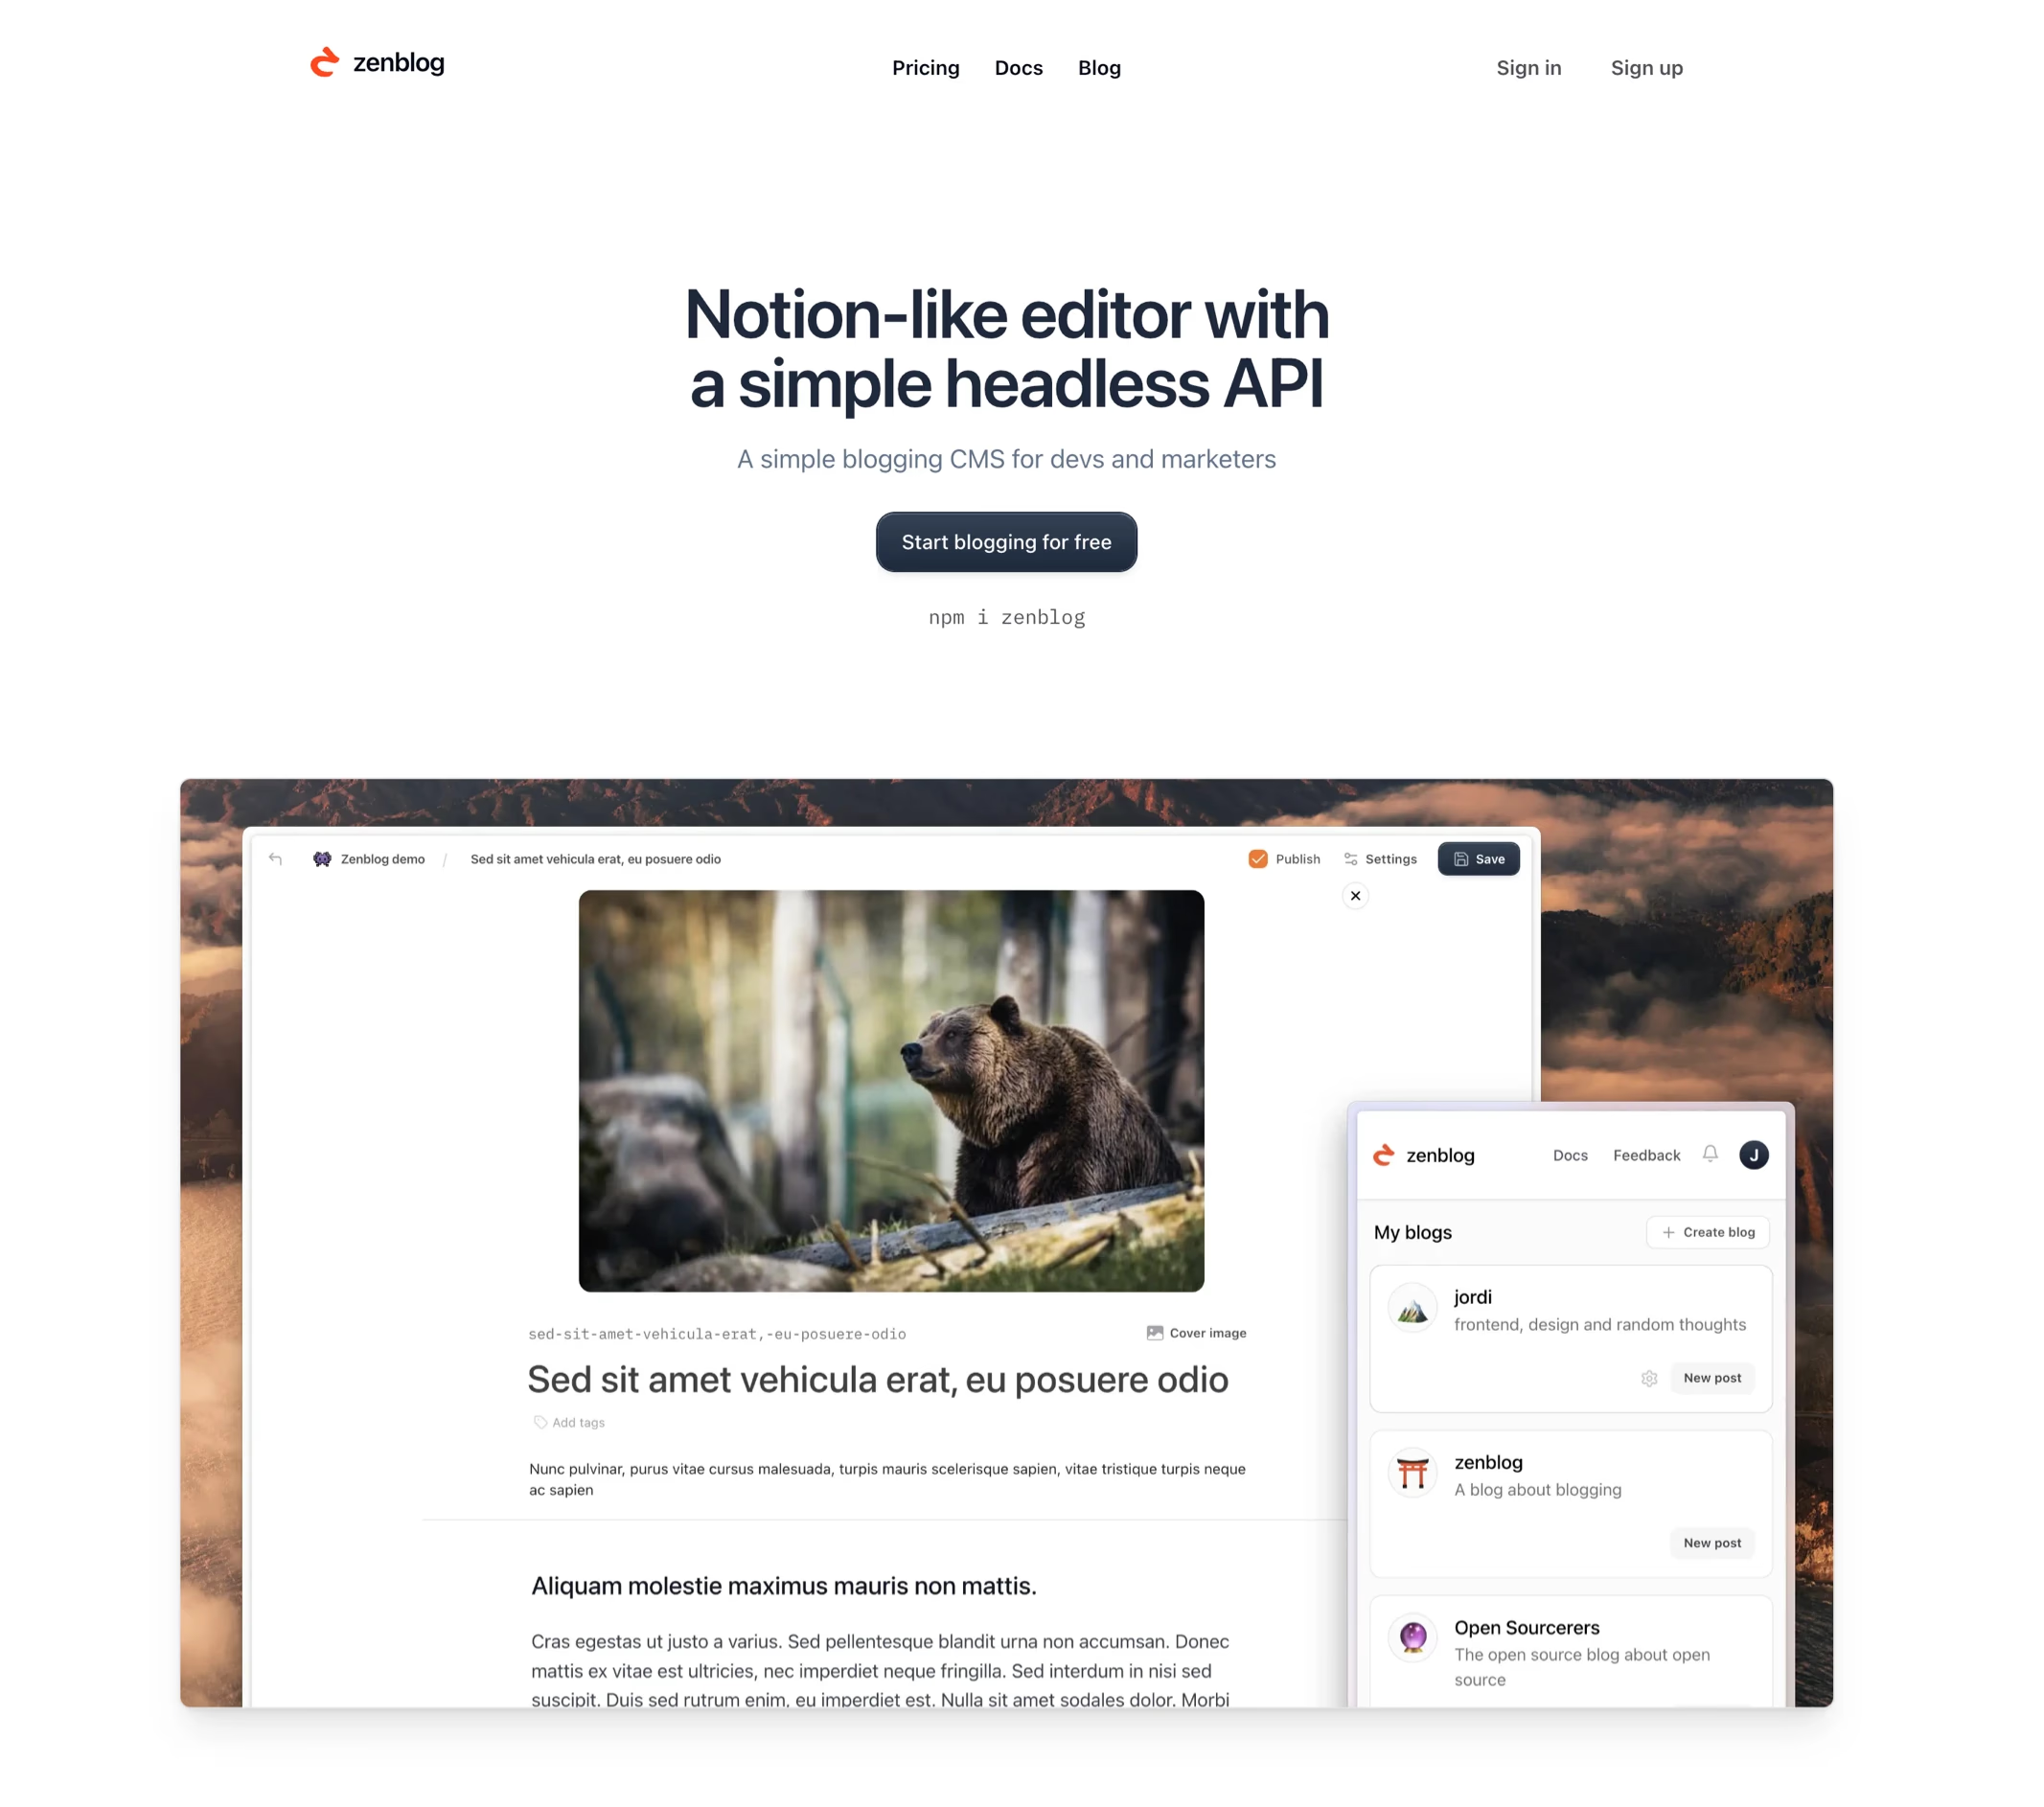 zenblog
Pricing
Docs
Blog
Sign in
Sign up
Notion-like editor with
a simple headless API
A simple blogging CMS for devs and marketers
Start blogging for free
npm i zenblog
Zenblog demo / Sed sit amet vehicula erat, eu posuere odio
Publish
Settings
Save
sed-sit-amet-vehicula-erat,-eu-posuere-odio
Cover image
Sed sit amet vehicula erat, eu posuere odio
Add tags
Nunc pulvinar, purus vitae cursus malesuada, turpis mauris scelerisque sapien, vitae tristique turpis neque
ac sapien
Aliquam molestie maximus mauris non mattis.
Cras egestas ut justo a varius. Sed pellentesque blandit urna non accumsan. Donec
mattis ex vitae est ultricies, nec imperdiet neque fringilla. Sed interdum in nisi sed
suscipit. Duis sed rutrum enim, eu imperdiet est. Nulla sit amet sodales dolor. Morbi
zenblog
Docs
Feedback
J
My blogs
Create blog
jordi
frontend, design and random thoughts
New post
zenblog
A blog about blogging
New post
Open Sourcerers
The open source blog about open
source